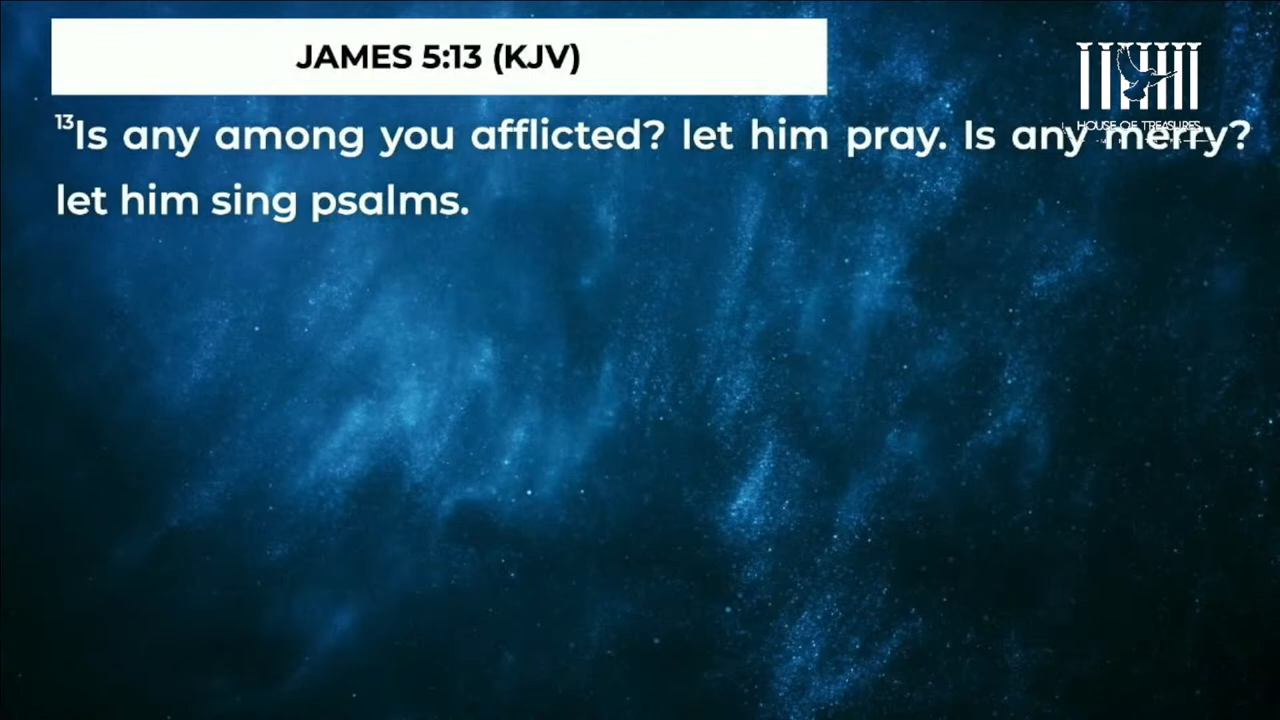 JAMES 5:13 (KJV)
HOUSE OF TREASURES
13Is any among you afflicted? let him pray. Is any merry?
let him sing psalms.